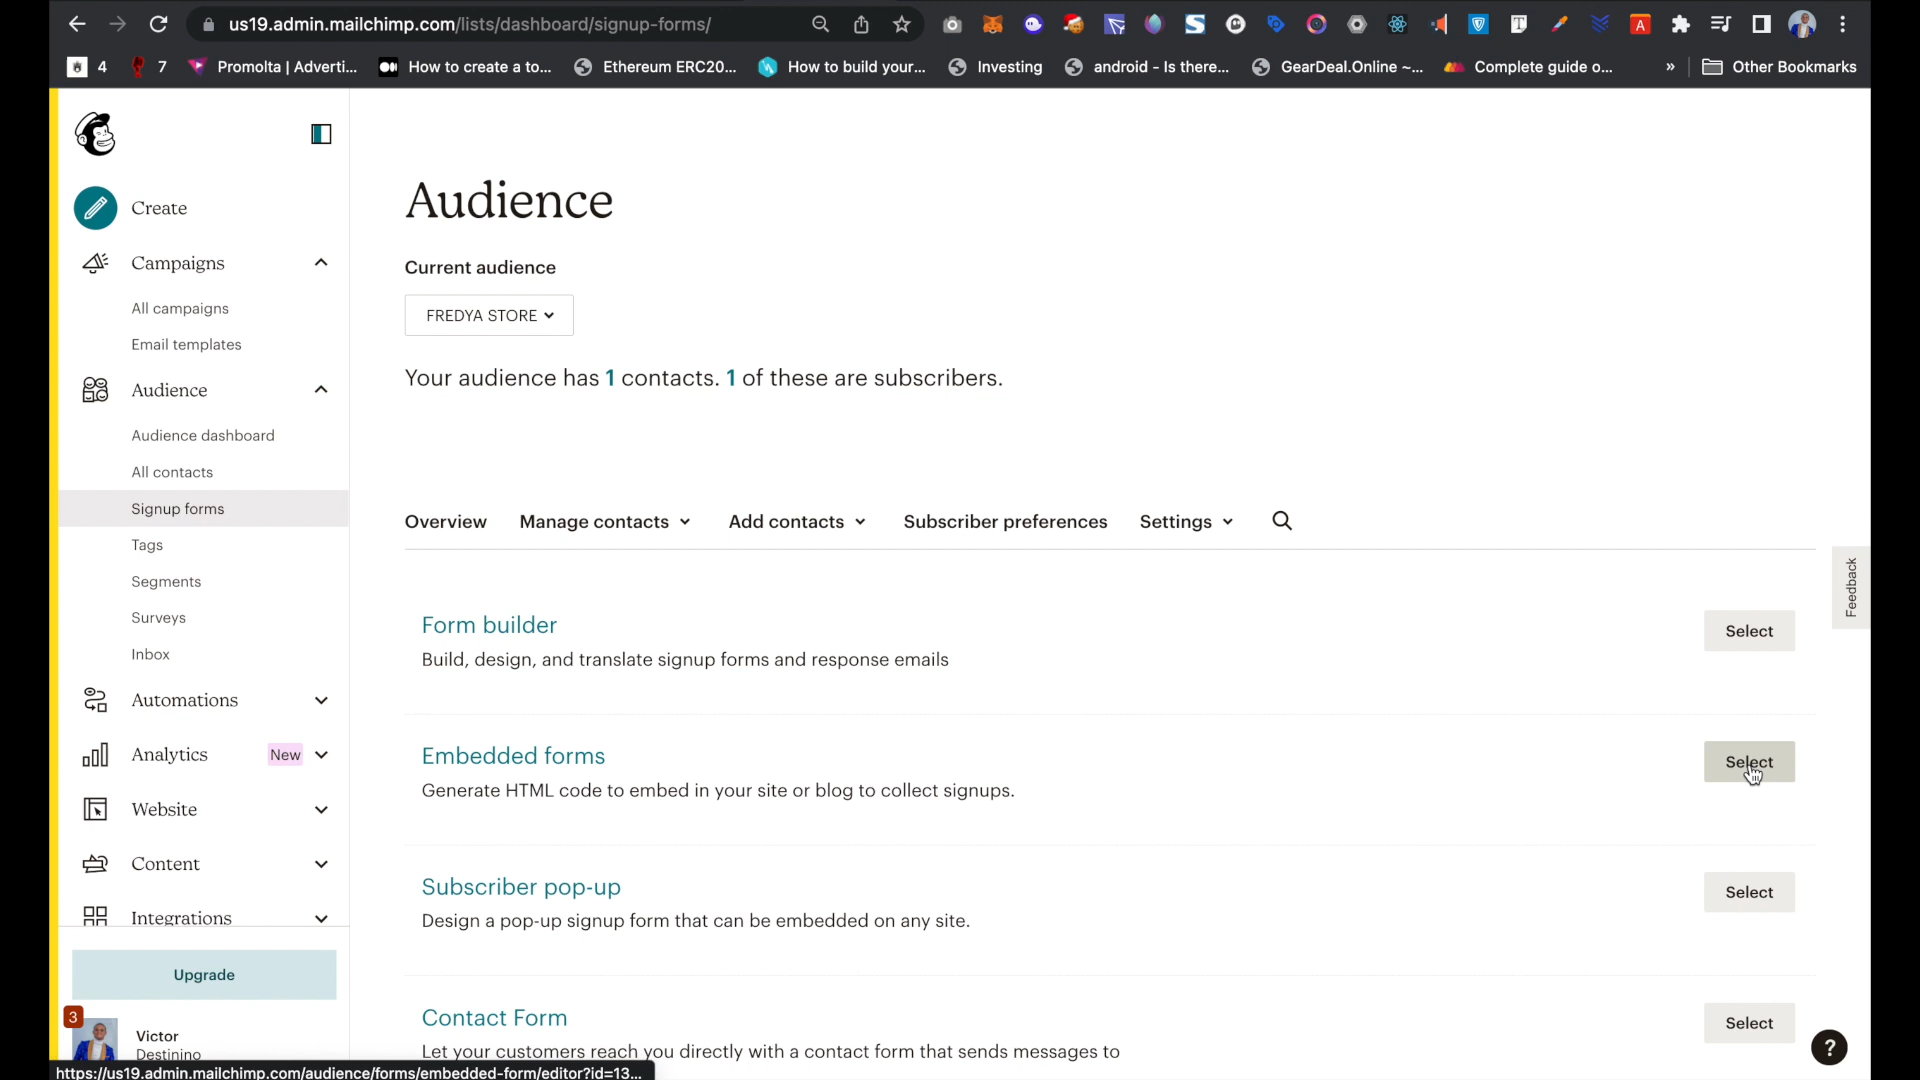 us19.admin.mailchimp.com/lists/dashboard/signup-forms/
4
7
Promolta | Adverti...
How to create a to...
Ethereum ERC20...
How to build your...
Investing
android - Is there...
GearDeal.Online ~...
Complete guide o...
»
Other Bookmarks
Create
Campaigns
All campaigns
Email templates
Audience
Audience dashboard
All contacts
Signup forms
Tags
Segments
Surveys
Inbox
Automations
Analytics New
Website
Content
Integrations
Upgrade
3
Victor
Destinino
Audience
Current audience
FREDYA STORE
Your audience has 1 contacts. 1 of these are subscribers.
Overview Manage contacts Add contacts Subscriber preferences Settings
Form builder
Build, design, and translate signup forms and response emails
Select
Embedded forms
Generate HTML code to embed in your site or blog to collect signups.
Select
Subscriber pop-up
Design a pop-up signup form that can be embedded on any site.
Select
Contact Form
Let your customers reach you directly with a contact form that sends messages to
Select
Feedback
?
https://us19.admin.mailchimp.com/audience/forms/embedded-form/editor?id=13...